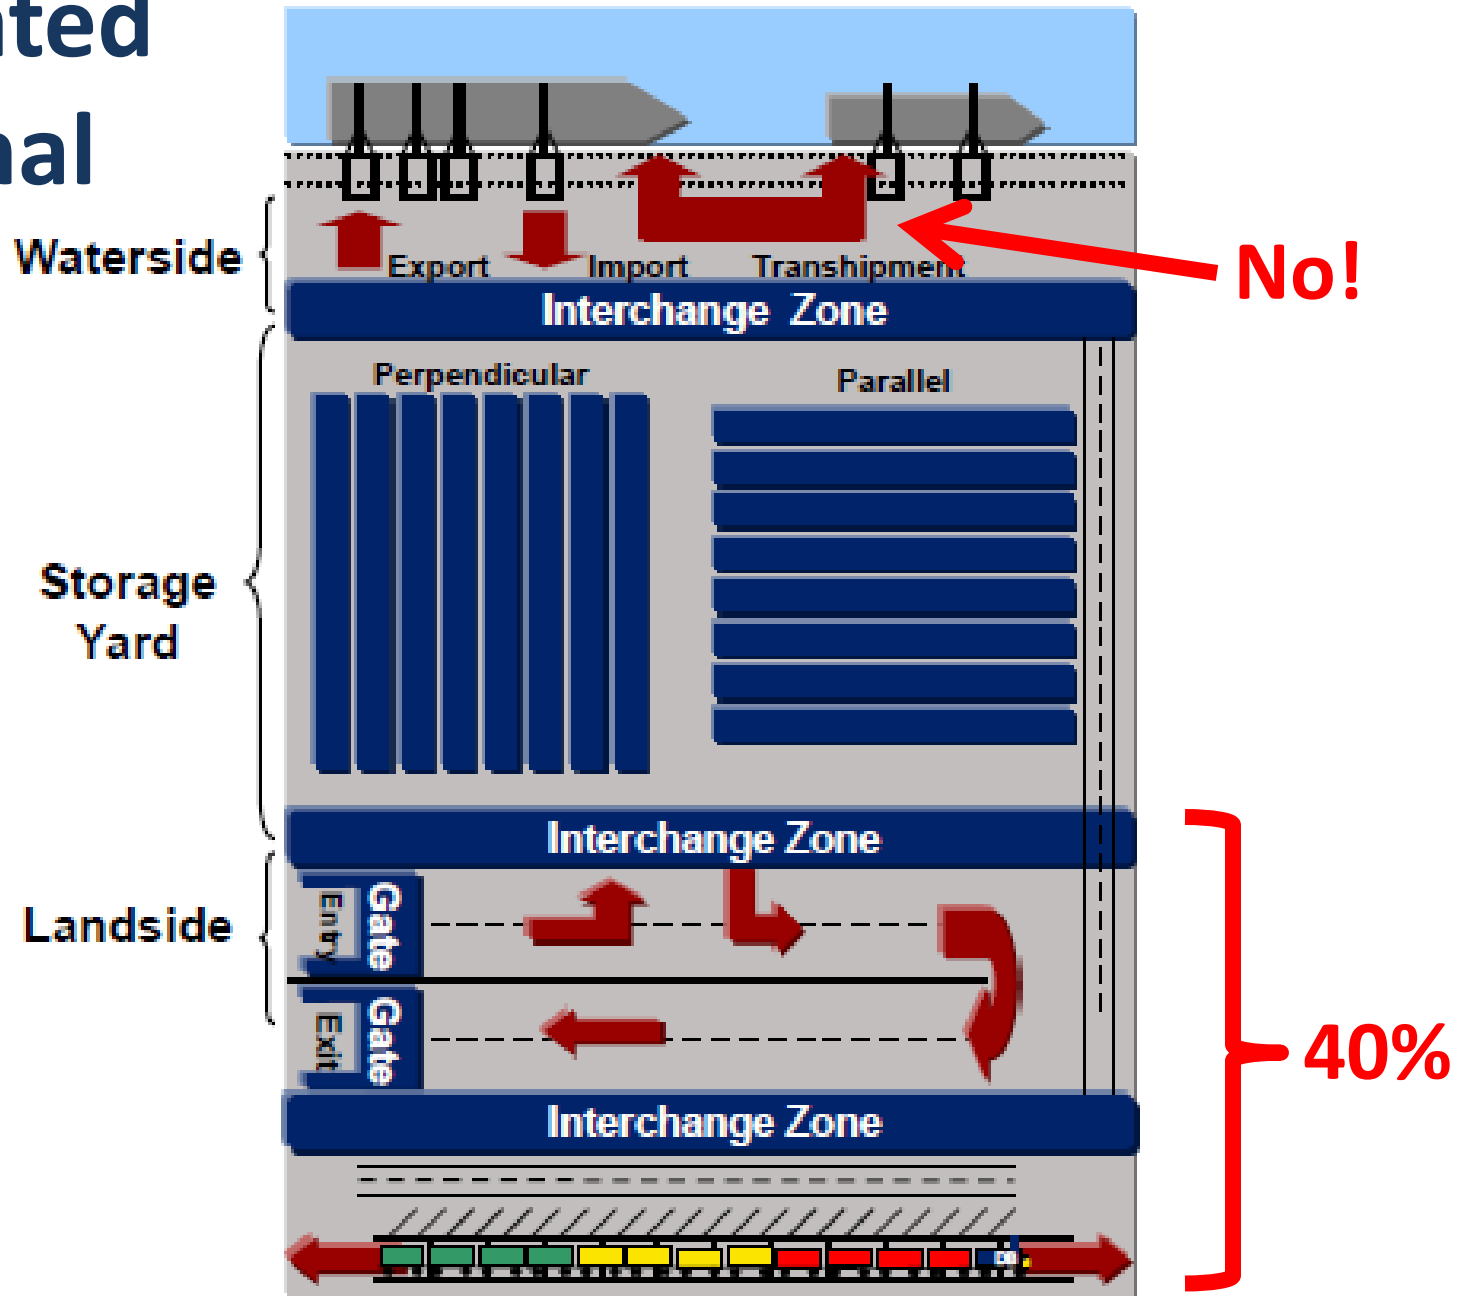 ated
nal
Waterside
Export Import Transhipment
No!
Interchange Zone
Perpendicular Parallel
Storage
Yard
Interchange Zone
Landside
Gate
Entry
Gate
Exit
40%
Interchange Zone